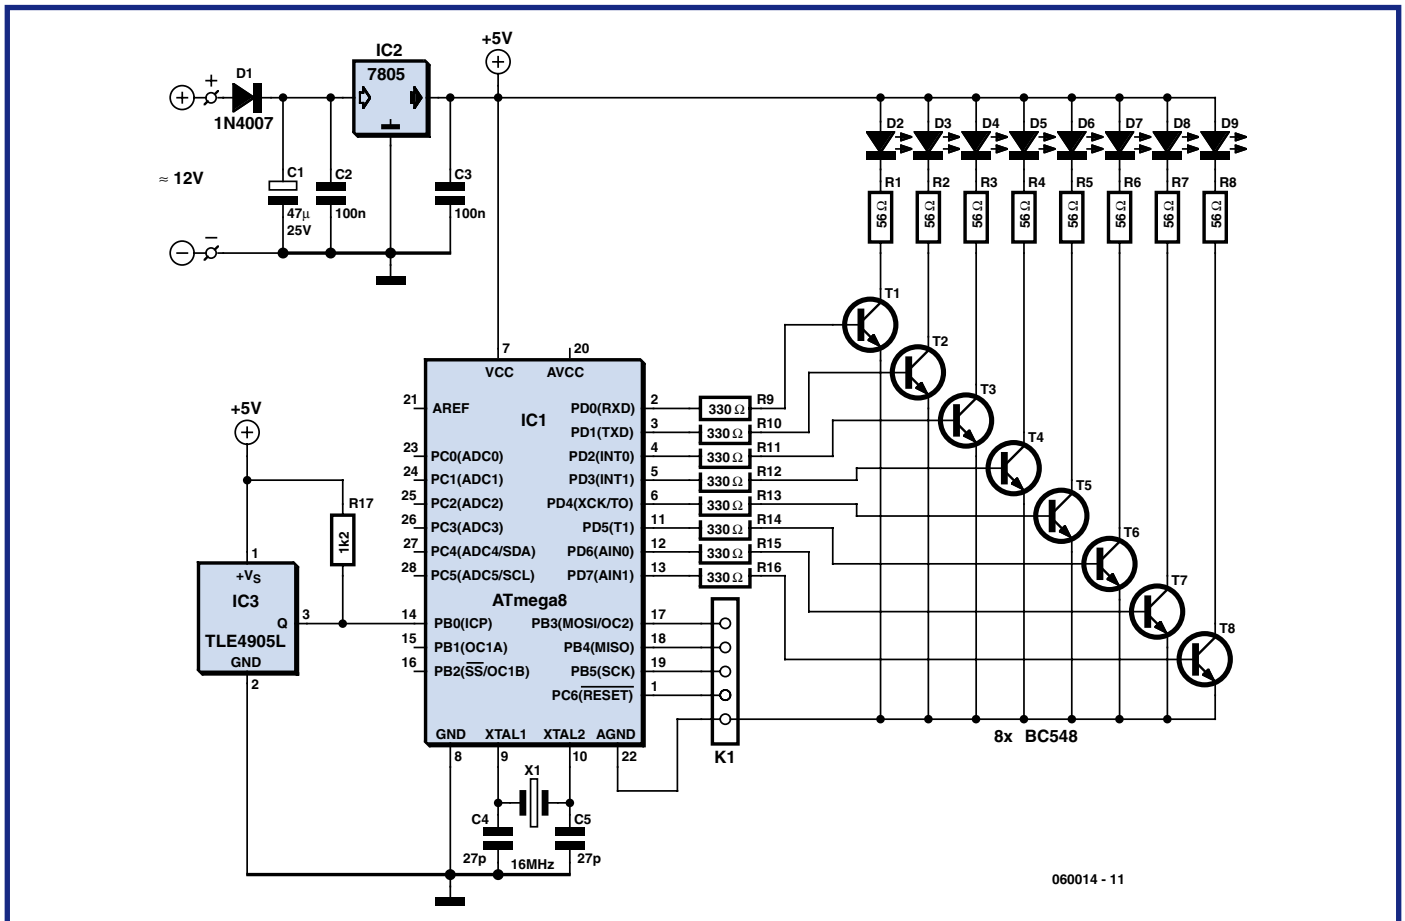 +5V
IC2
7805
D1
+
1N4007
≈ 12V
C1
47µ
25V
C2
100n
C3
100n
–
D2 D3 D4 D5 D6 D7 D8 D9
R1 R2 R3 R4 R5 R6 R7 R8
56 Ω 56 Ω 56 Ω 56 Ω 56 Ω 56 Ω 56 Ω 56 Ω
T1
T2
T3
T4
T5
T6
T7
T8
8x BC548
7 20
VCC AVCC
IC1
ATmega8
21 AREF
23 PC0(ADC0)
24 PC1(ADC1)
25 PC2(ADC2)
26 PC3(ADC3)
27 PC4(ADC4/SDA)
28 PC5(ADC5/SCL)
14 PB0(ICP)
15 PB1(OC1A)
16 PB2(SS/OC1B)
PD0(RXD) 2 330 Ω R9
PD1(TXD) 3 330 Ω R10
PD2(INT0) 4 330 Ω R11
PD3(INT1) 5 330 Ω R12
PD4(XCK/TO) 6 330 Ω R13
PD5(T1) 11 330 Ω R14
PD6(AIN0) 12 330 Ω R15
PD7(AIN1) 13 330 Ω R16
PB3(MOSI/OC2) 17
PB4(MISO) 18
PB5(SCK) 19
PC6(RESET) 1
K1
GND XTAL1 XTAL2 AGND
8 9 10 22
X1
C4
27p
16MHz
C5
27p
+5V
R17
1k2
1
+VS
IC3
Q 3
TLE4905L
GND
2
060014 - 11